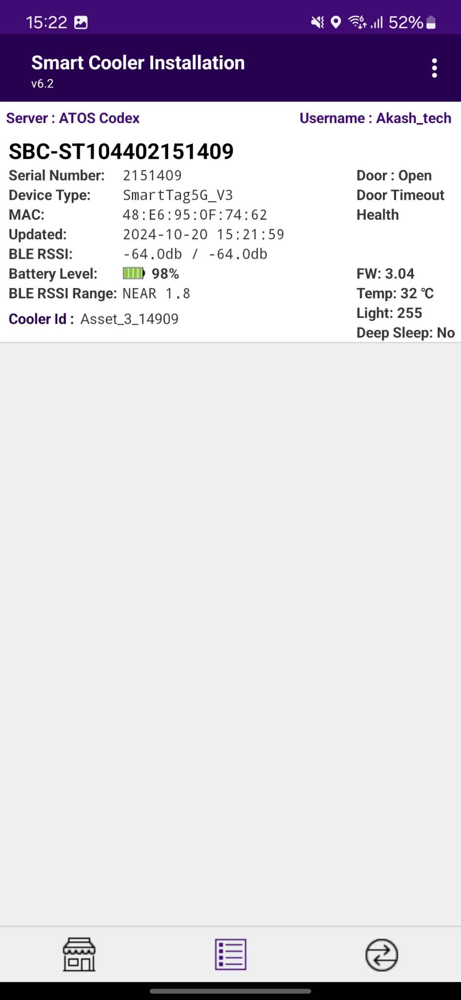 15:22 52%
Smart Cooler Installation
v6.2
Server : ATOS Codex Username : Akash_tech
SBC-ST104402151409
Serial Number: 2151409 Door : Open
Device Type: SmartTag5G_V3 Door Timeout
MAC: 48:E6:95:0F:74:62 Health
Updated: 2024-10-20 15:21:59
BLE RSSI: -64.0db / -64.0db
Battery Level: 98% FW: 3.04
BLE RSSI Range: NEAR 1.8 Temp: 32 °C
Light: 255
Cooler Id : Asset_3_14909
Deep Sleep: No